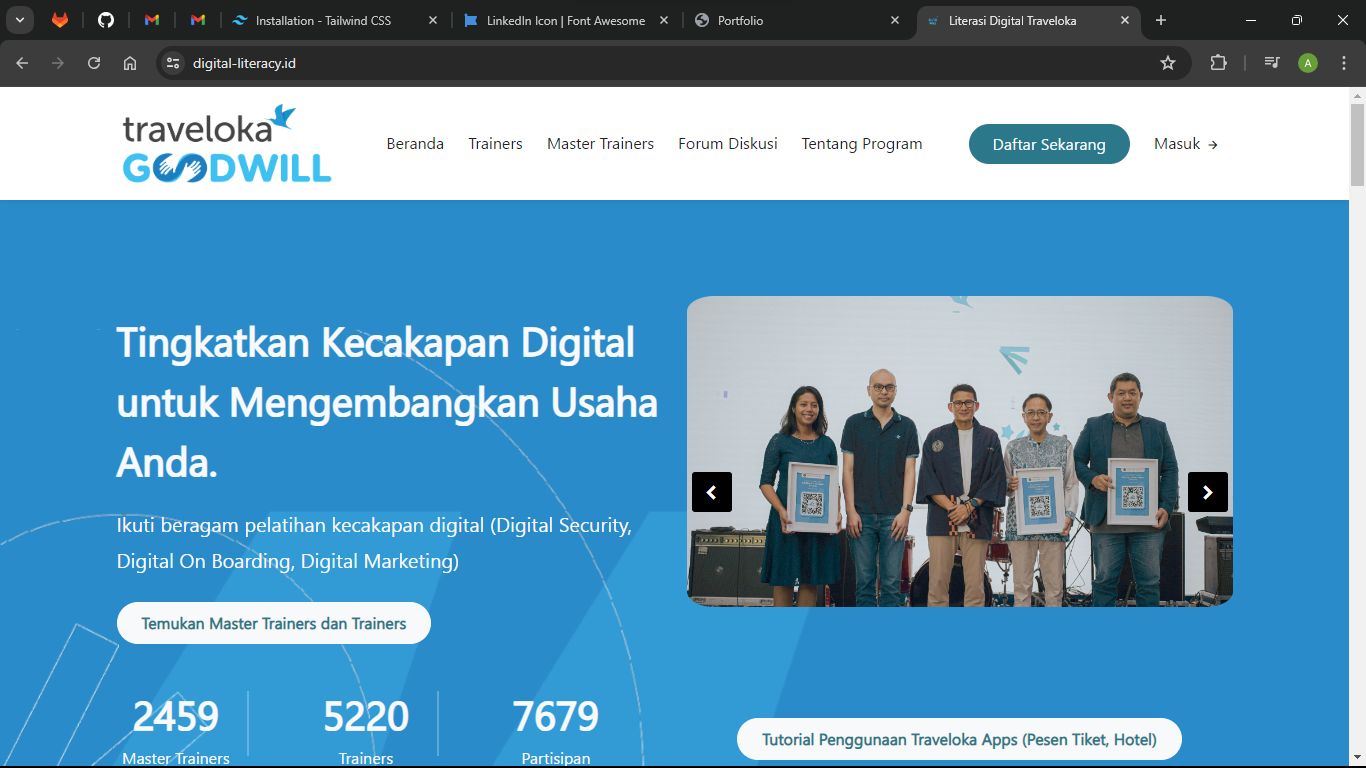 Installation - Tailwind CSS
LinkedIn Icon | Font Awesome
Portfolio
Literasi Digital Traveloka
digital-literacy.id
A
traveloka
GOODWILL
Beranda
Trainers
Master Trainers
Forum Diskusi
Tentang Program
Daftar Sekarang
Masuk →
Tingkatkan Kecakapan Digital
untuk Mengembangkan Usaha
Anda.
Ikuti beragam pelatihan kecakapan digital (Digital Security,
Digital On Boarding, Digital Marketing)
Temukan Master Trainers dan Trainers
2459
Master Trainers
5220
Trainers
7679
Partisipan
Tutorial Penggunaan Traveloka Apps (Pesen Tiket, Hotel)